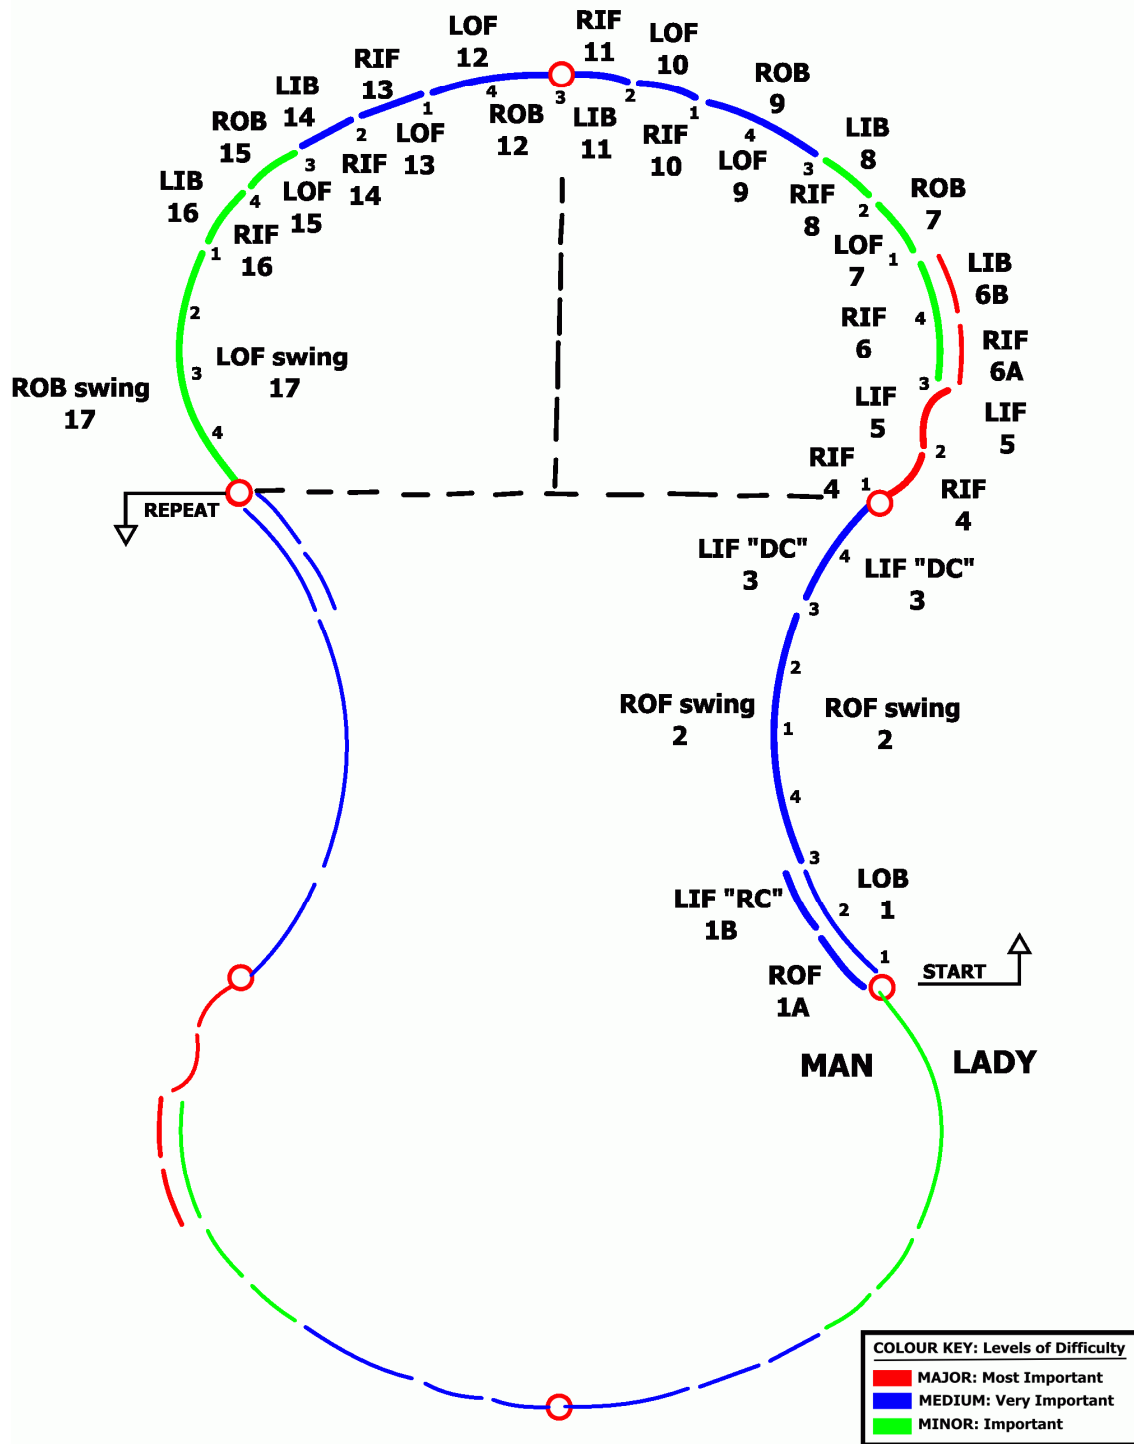 LOF
12
RIF
11
LOF
10
RIF
13
ROB
9
LIB
14
LIB
8
ROB
15
ROB
7
LIB
16
LIB
6B
RIF
6A
LIF
5
RIF
4
4
3
2
1
ROB
12
LIB
11
RIF
10
LOF
9
RIF
8
LOF
7
RIF
6
LIF
5
RIF
4
1
2
LOF
13
RIF
14
LOF
15
RIF
16
3
4
1
2
3
4
LOF swing
17
ROB swing
17
4
3
2
1
4
3
2
1
REPEAT
LIF "DC"
3
LIF "DC"
3
4
3
2
ROF swing
2
ROF swing
2
1
4
3
LIF "RC"
1B
LOB
1
2
1
ROF
1A
START
MAN
LADY
COLOUR KEY: Levels of Difficulty
MAJOR: Most Important
MEDIUM: Very Important
MINOR: Important